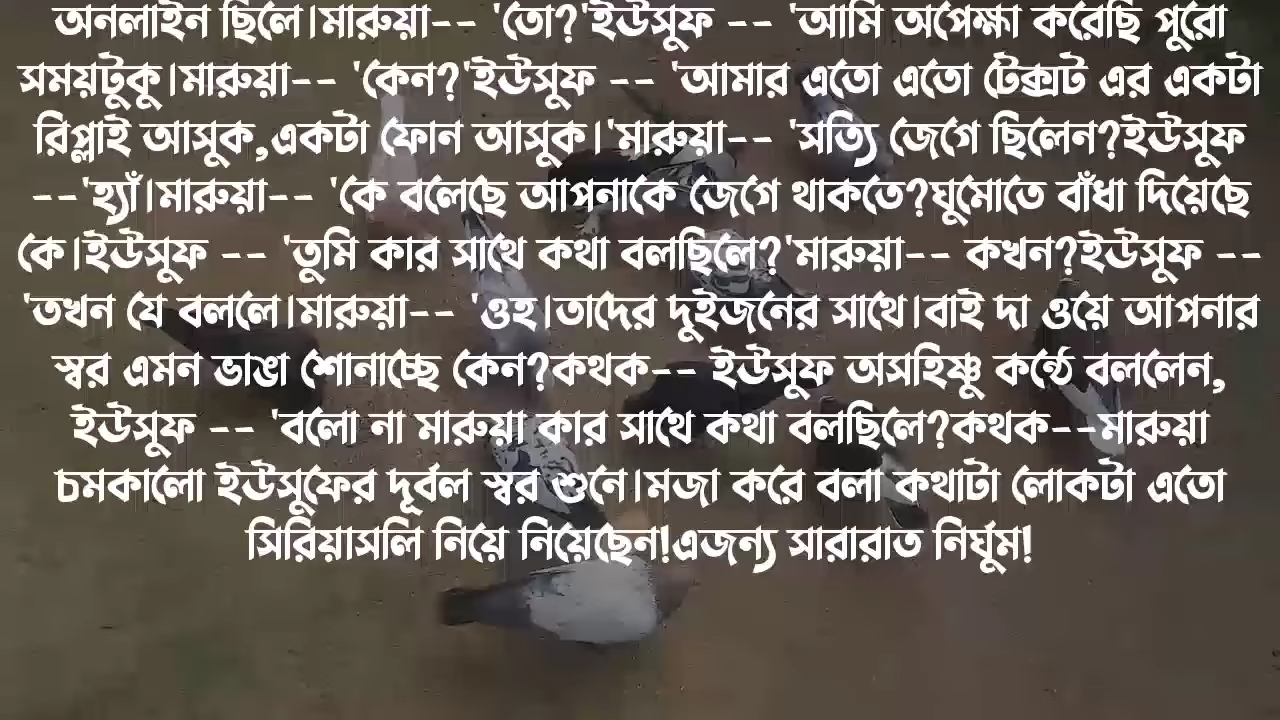 অনলাইন ছিলে।মারুয়া-- 'তো?'ইউসুফ -- 'আমি অপেক্ষা করেছি পুরো
সময়টুকু।মারুয়া-- 'কেন?'ইউসুফ -- 'আমার এতো এতো টেক্সট এর একটা
রিপ্লাই আসুক,একটা ফোন আসুক।'মারুয়া-- 'সত্যি জেগে ছিলেন?ইউসুফ
--'হ্যাঁ।মারুয়া-- 'কে বলেছে আপনাকে জেগে থাকতে?ঘুমোতে বাঁধা দিয়েছে
কে।ইউসুফ -- 'তুমি কার সাথে কথা বলছিলে?'মারুয়া-- কখন?ইউসুফ --
'তখন যে বললে।মারুয়া-- 'ওহ।তাদের দুইজনের সাথে।বাই দা ওয়ে আপনার
স্বর এমন ভাঙা শোনাচ্ছে কেন?কথক-- ইউসুফ অসহিষ্ণু কন্ঠে বললেন,
ইউসুফ -- 'বলো না মারুয়া কার সাথে কথা বলছিলে?কথক--মারুয়া
চমকালো ইউসুফের দূর্বল স্বর শুনে।মজা করে বলা কথাটা লোকটা এতো
সিরিয়াসলি নিয়ে নিয়েছেন!এজন্য সারারাত নির্ঘুম!